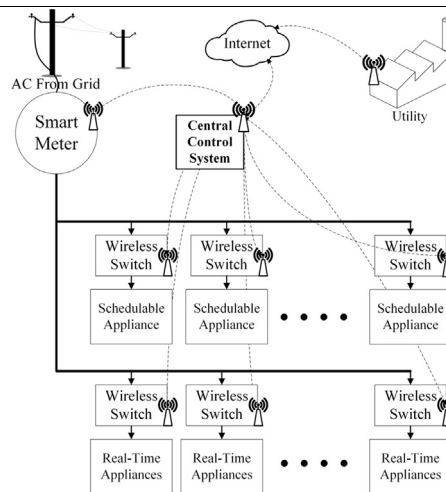 Internet
AC From Grid
Utility
Smart
Meter
Central
Control
System
Wireless
Switch
Wireless
Switch
Wireless
Switch
Schedulable
Appliance
Schedulable
Appliance
Schedulable
Appliance
Wireless
Switch
Wireless
Switch
Wireless
Switch
Real-Time
Appliances
Real-Time
Appliances
Real-Time
Appliances